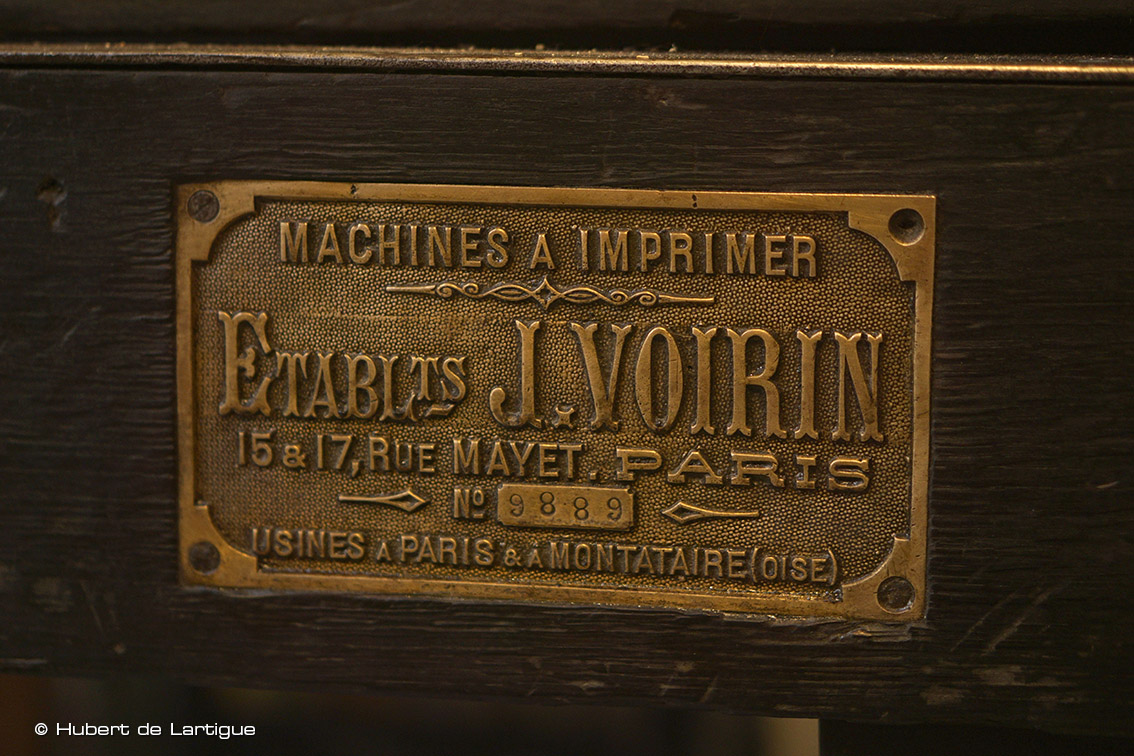 MACHINES A IMPRIMER
ETABLTS J. VOIRIN
15 & 17, RUE MAYET. PARIS
No 9889
USINES A PARIS & A MONTATAIRE (OISE)
© Hubert de Lartigue